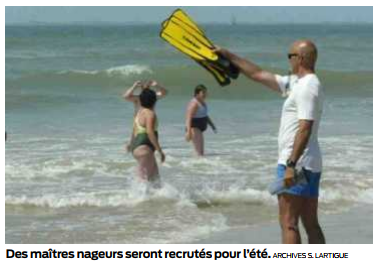 Des maîtres nageurs seront recrutés pour l'été. ARCHIVES S. LARTIGUE